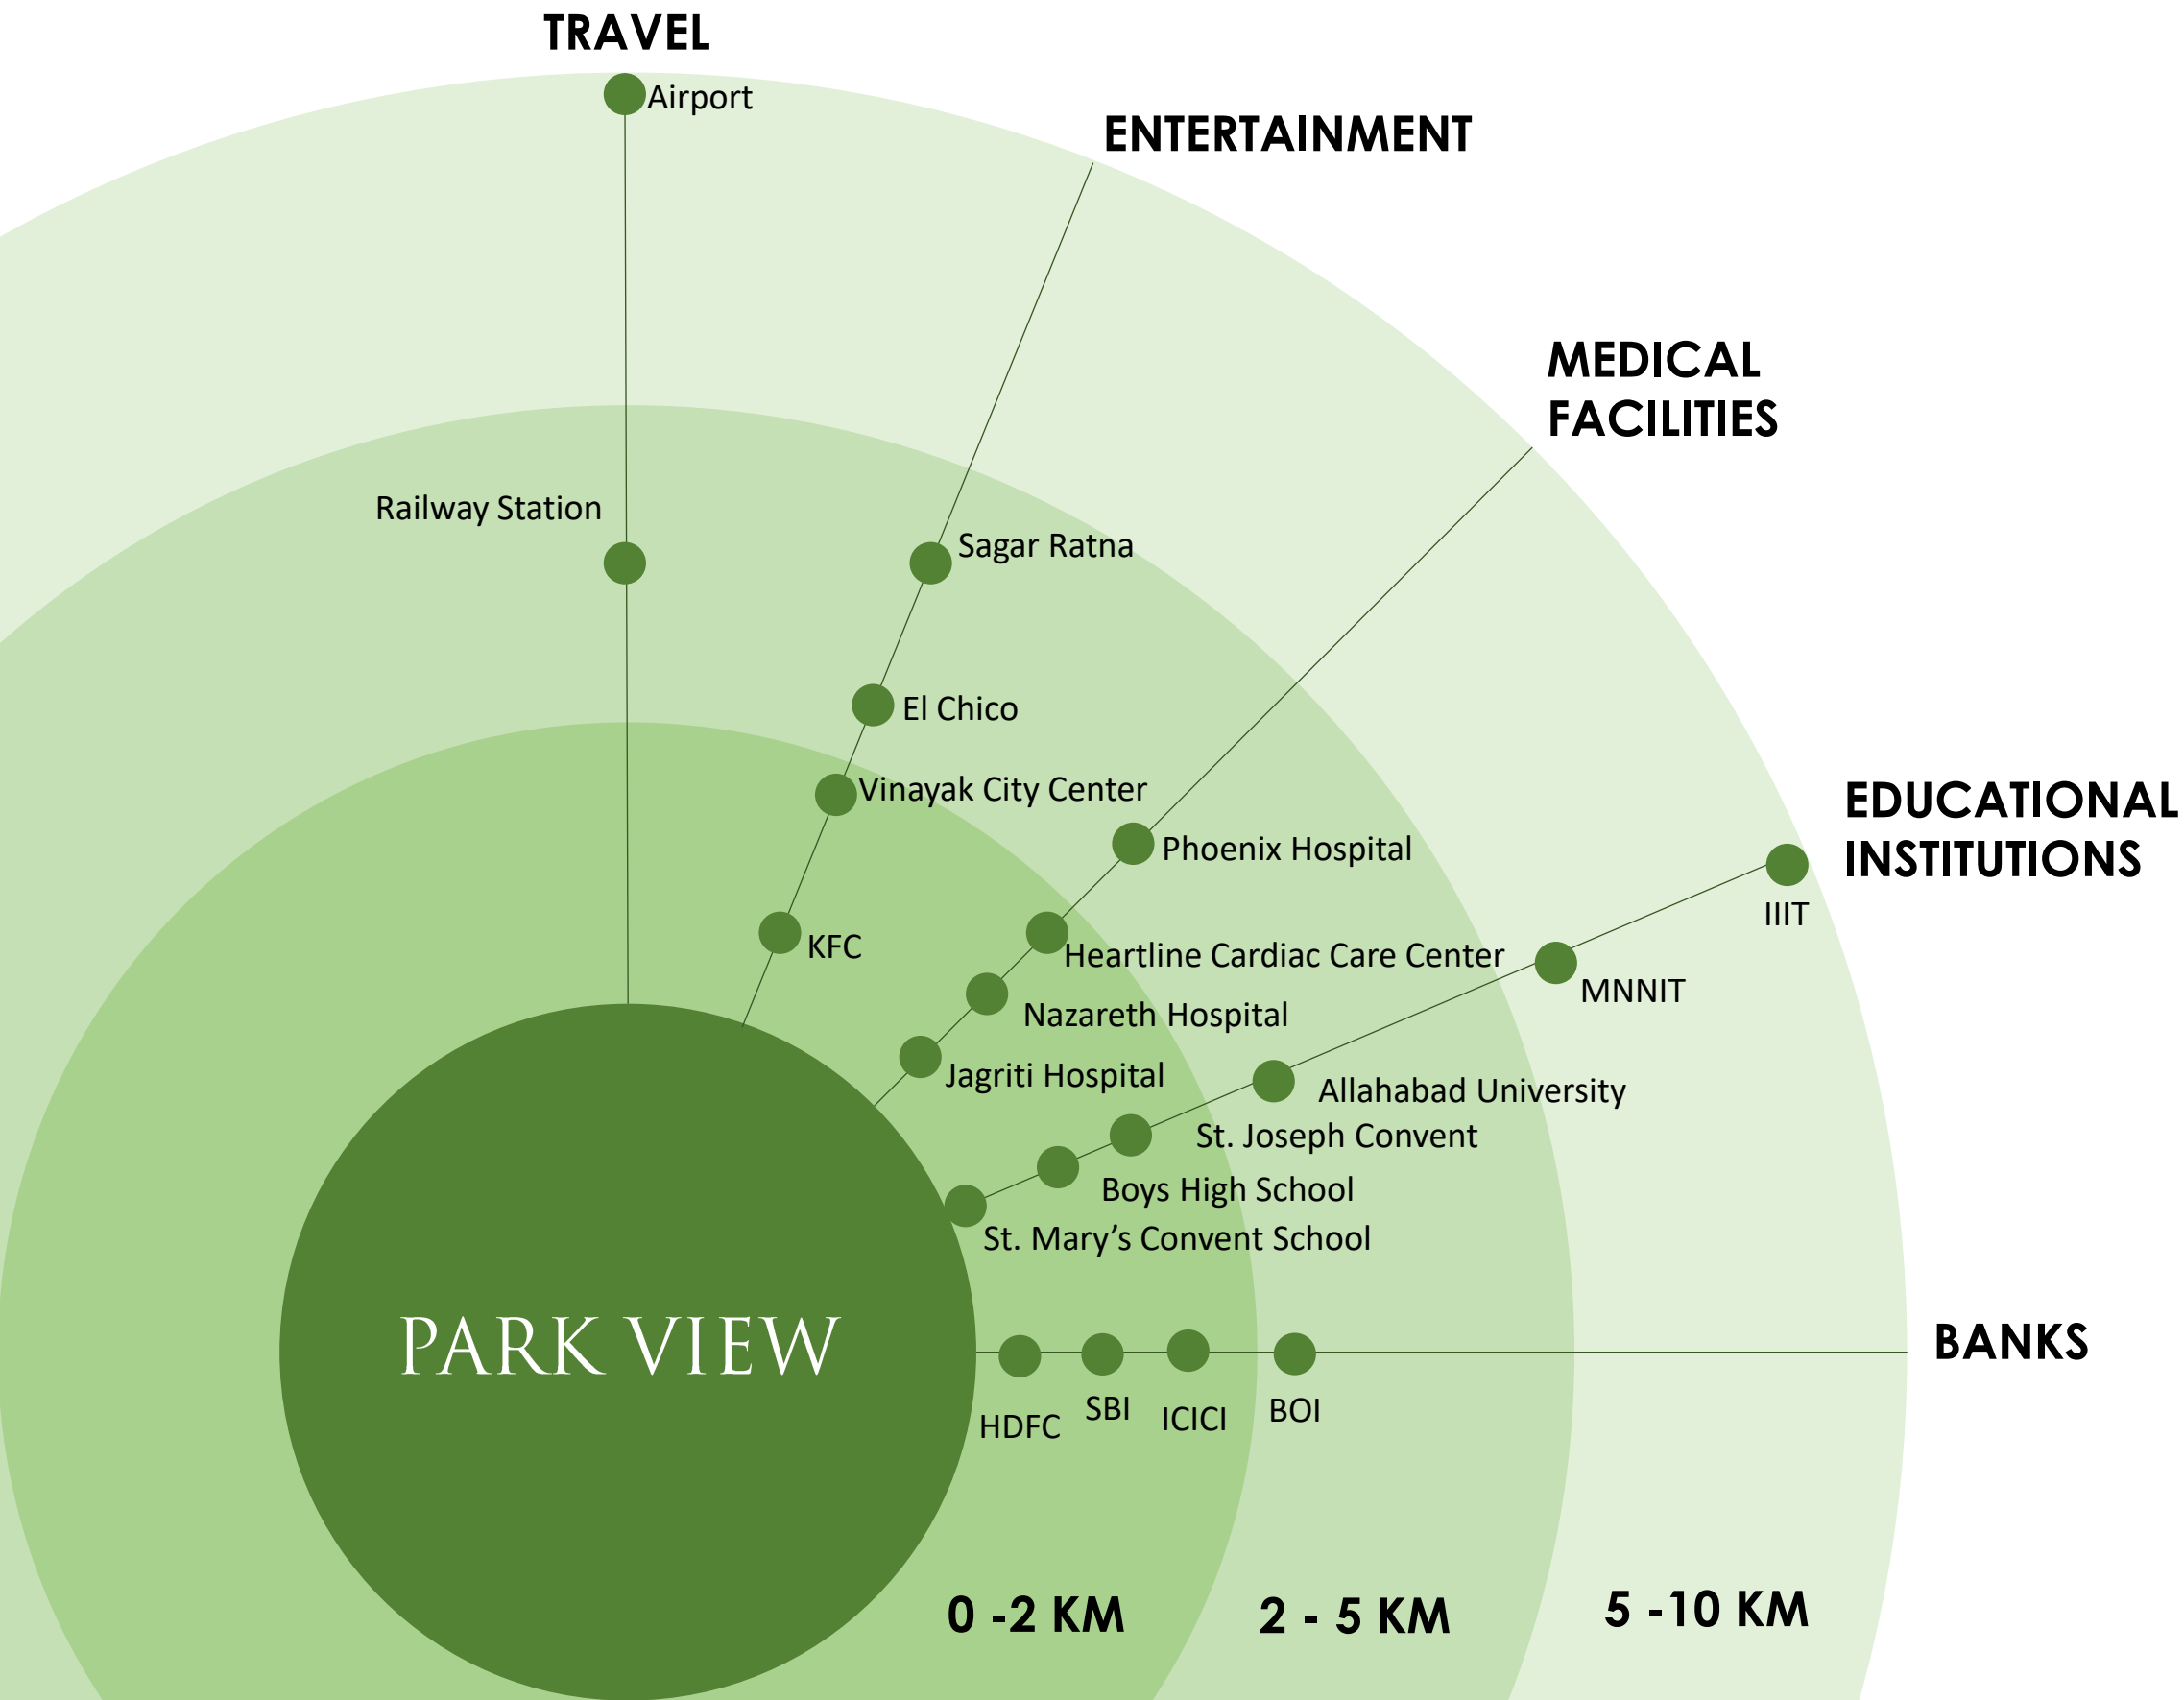 TRAVEL
Airport
ENTERTAINMENT
MEDICAL
FACILITIES
Railway Station
Sagar Ratna
El Chico
Vinayak City Center
Phoenix Hospital
EDUCATIONAL
INSTITUTIONS
IIIT
KFC
Heartline Cardiac Care Center
MNNIT
Nazareth Hospital
Jagriti Hospital
Allahabad University
St. Joseph Convent
Boys High School
St. Mary’s Convent School
PARK VIEW
BANKS
HDFC
SBI
ICICI
BOI
0 -2 KM
2 - 5 KM
5 -10 KM